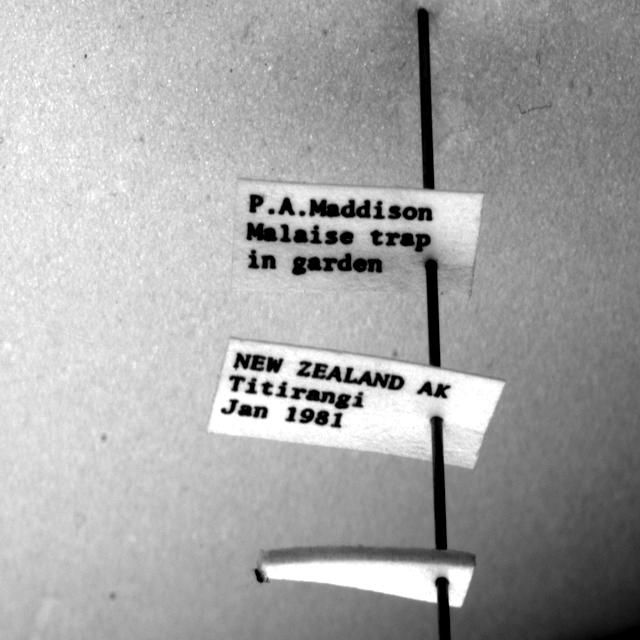 P.A.Maddison
Malaise trap
in garden
NEW ZEALAND AK
Titirangi
Jan 1981